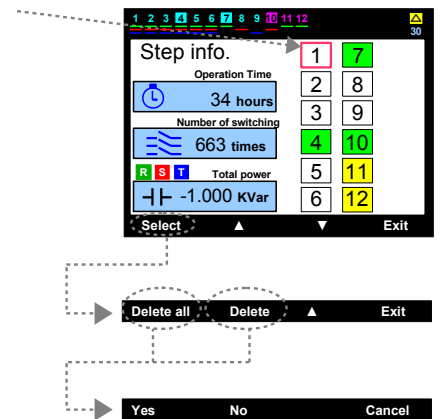 1 2 3 4 5 6 7 8 9 10 11 12
30
Step info.
Operation Time
34 hours
Number of switching
663 times
R S T Total power
-1.000 KVar
1 7
2 8
3 9
4 10
5 11
6 12
Select ▲ ▼ Exit
Delete all Delete ▲ Exit
Yes No Cancel